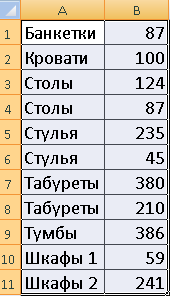 A B
1 Банкетки 87
2 Кровати 100
3 Столы 124
4 Столы 87
5 Стулья 235
6 Стулья 45
7 Табуреты 380
8 Табуреты 210
9 Тумбы 386
10 Шкафы 1 59
11 Шкафы 2 241